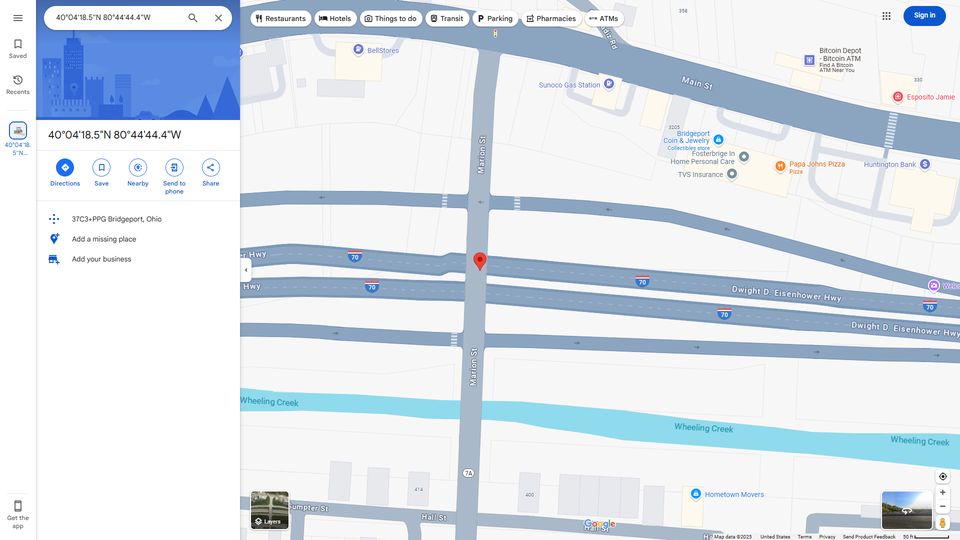 40°04'18.5"N 80°44'44.4"W
Restaurants
Hotels
Things to do
Transit
Parking
Pharmacies
ATMs
Sign in
Saved
Recents
40°04'18.
5"N...
Get the
app
40°04'18.5"N 80°44'44.4"W
Directions
Save
Nearby
Send to
phone
Share
37C3+PPG Bridgeport, Ohio
Add a missing place
Add your business
358
BellStores
Main St
Sunoco Gas Station
Bitcoin Depot
- Bitcoin ATM
Find A Bitcoin
ATM Near You
330
Esposito Jamie
3205
Bridgeport
Coin & Jewelry
Collectibles store
Fosterbrige In
Home Personal Care
TVS Insurance
Papa Johns Pizza
Pizza
Huntington Bank
Marion St
70
70
70
70
70
Hwy
Hwy
Dwight D. Eisenhower Hwy
Dwight D. Eisenhower Hwy
Marion St
Wheeling Creek
Wheeling Creek
Wheeling Creek
7A
414
400
Hometown Movers
Hall St
Layers
Google
Map data ©2025
United States
Terms
Privacy
Send Product Feedback
50 ft